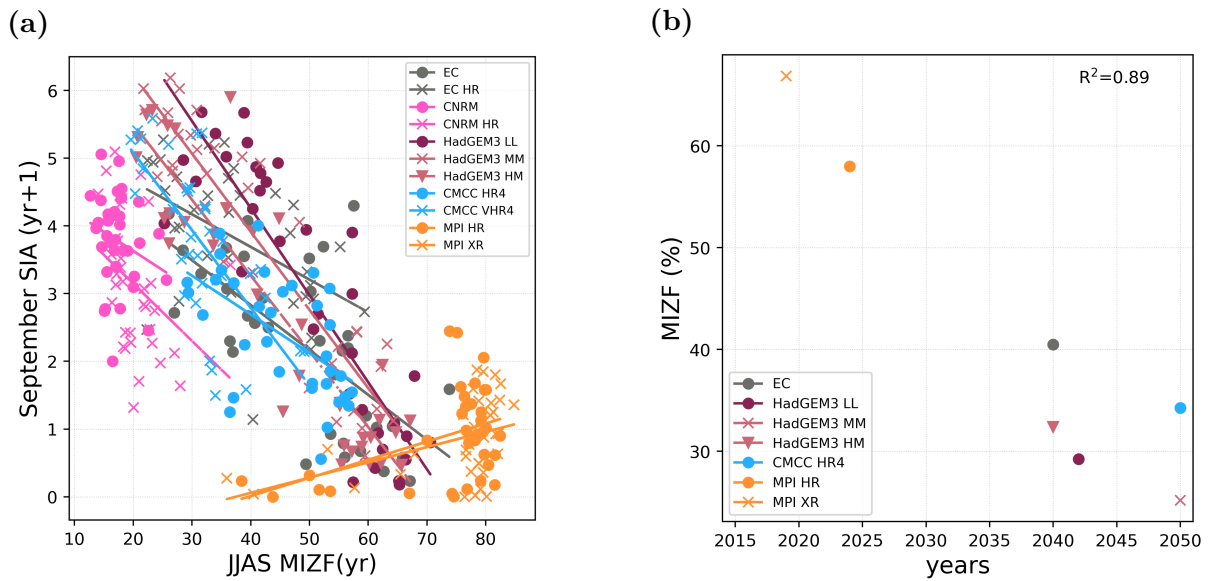 (a)
September SIA (yr+1)
6
5
4
3
2
1
0
EC
EC HR
CNRM
CNRM HR
HadGEM3 LL
HadGEM3 MM
HadGEM3 HM
CMCC HR4
CMCC VHR4
MPI HR
MPI XR
10 20 30 40 50 60 70 80
JJAS MIZF(yr)
(b)
MIZF (%)
60
50
40
30
R²=0.89
EC
HadGEM3 LL
HadGEM3 MM
HadGEM3 HM
CMCC HR4
MPI HR
MPI XR
2015 2020 2025 2030 2035 2040 2045 2050
years